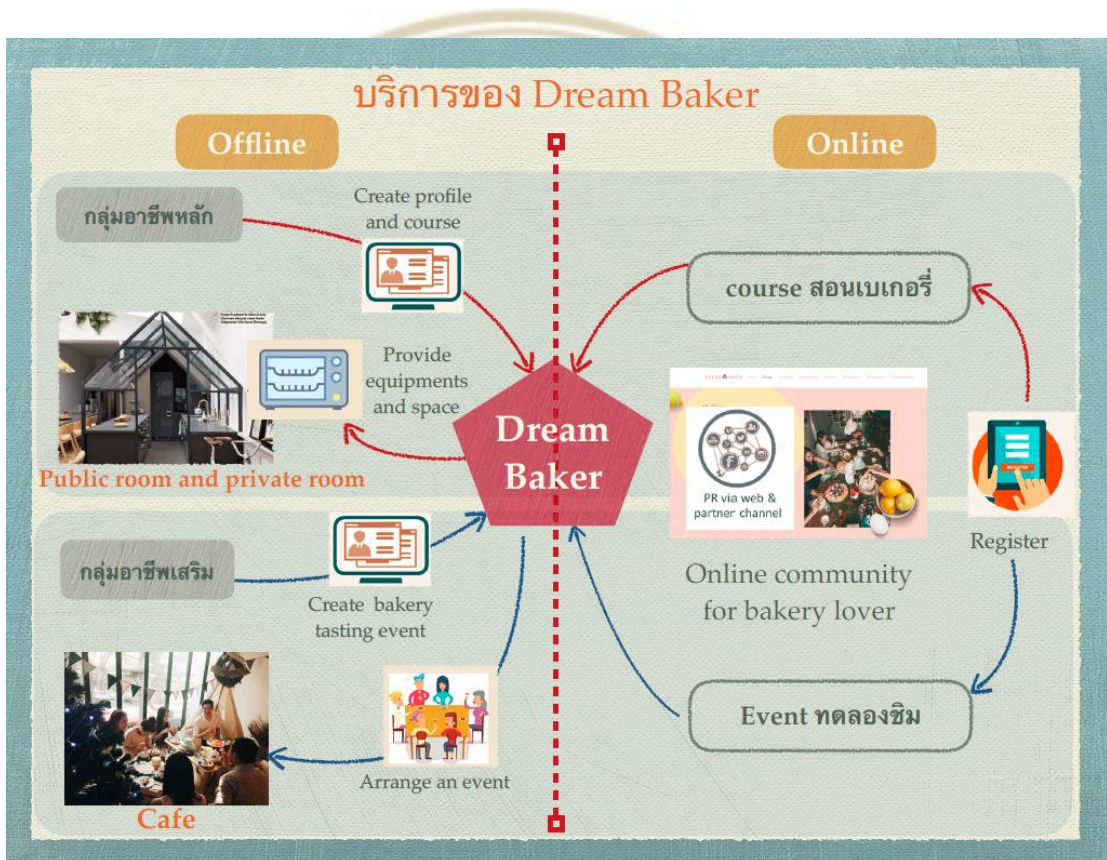 บริการของ Dream Baker
Offline
Online
กลุ่มอาชีพหลัก
Create profile
and course
course สอนเบเกอรี่
Provide
equipments
and space
Public room and private room
Dream
Baker
PR via web &
partner channel
Register
Online community
for bakery lover
กลุ่มอาชีพเสริม
Create bakery
tasting event
Event ทดลองชิม
Arrange an event
Cafe